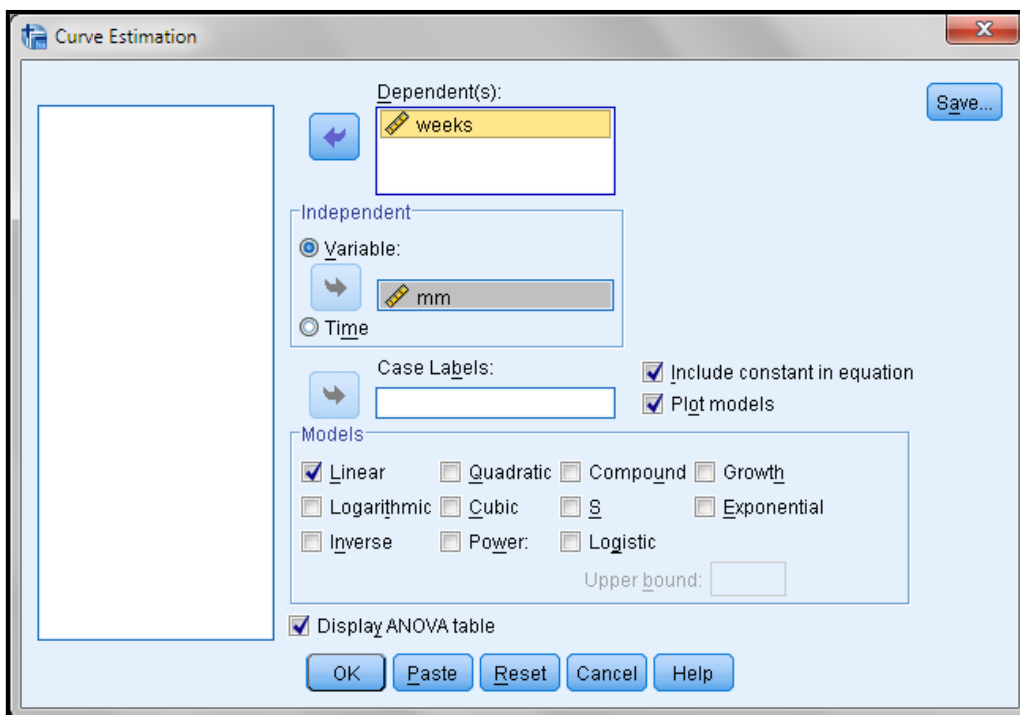 Curve Estimation
Dependent(s):
weeks
Save...
Independent
Variable:
mm
Time
Case Labels:
Include constant in equation
Plot models
Models
Linear Quadratic Compound Growth
Logarithmic Cubic S Exponential
Inverse Power: Logistic
Upper bound:
Display ANOVA table
OK Paste Reset Cancel Help